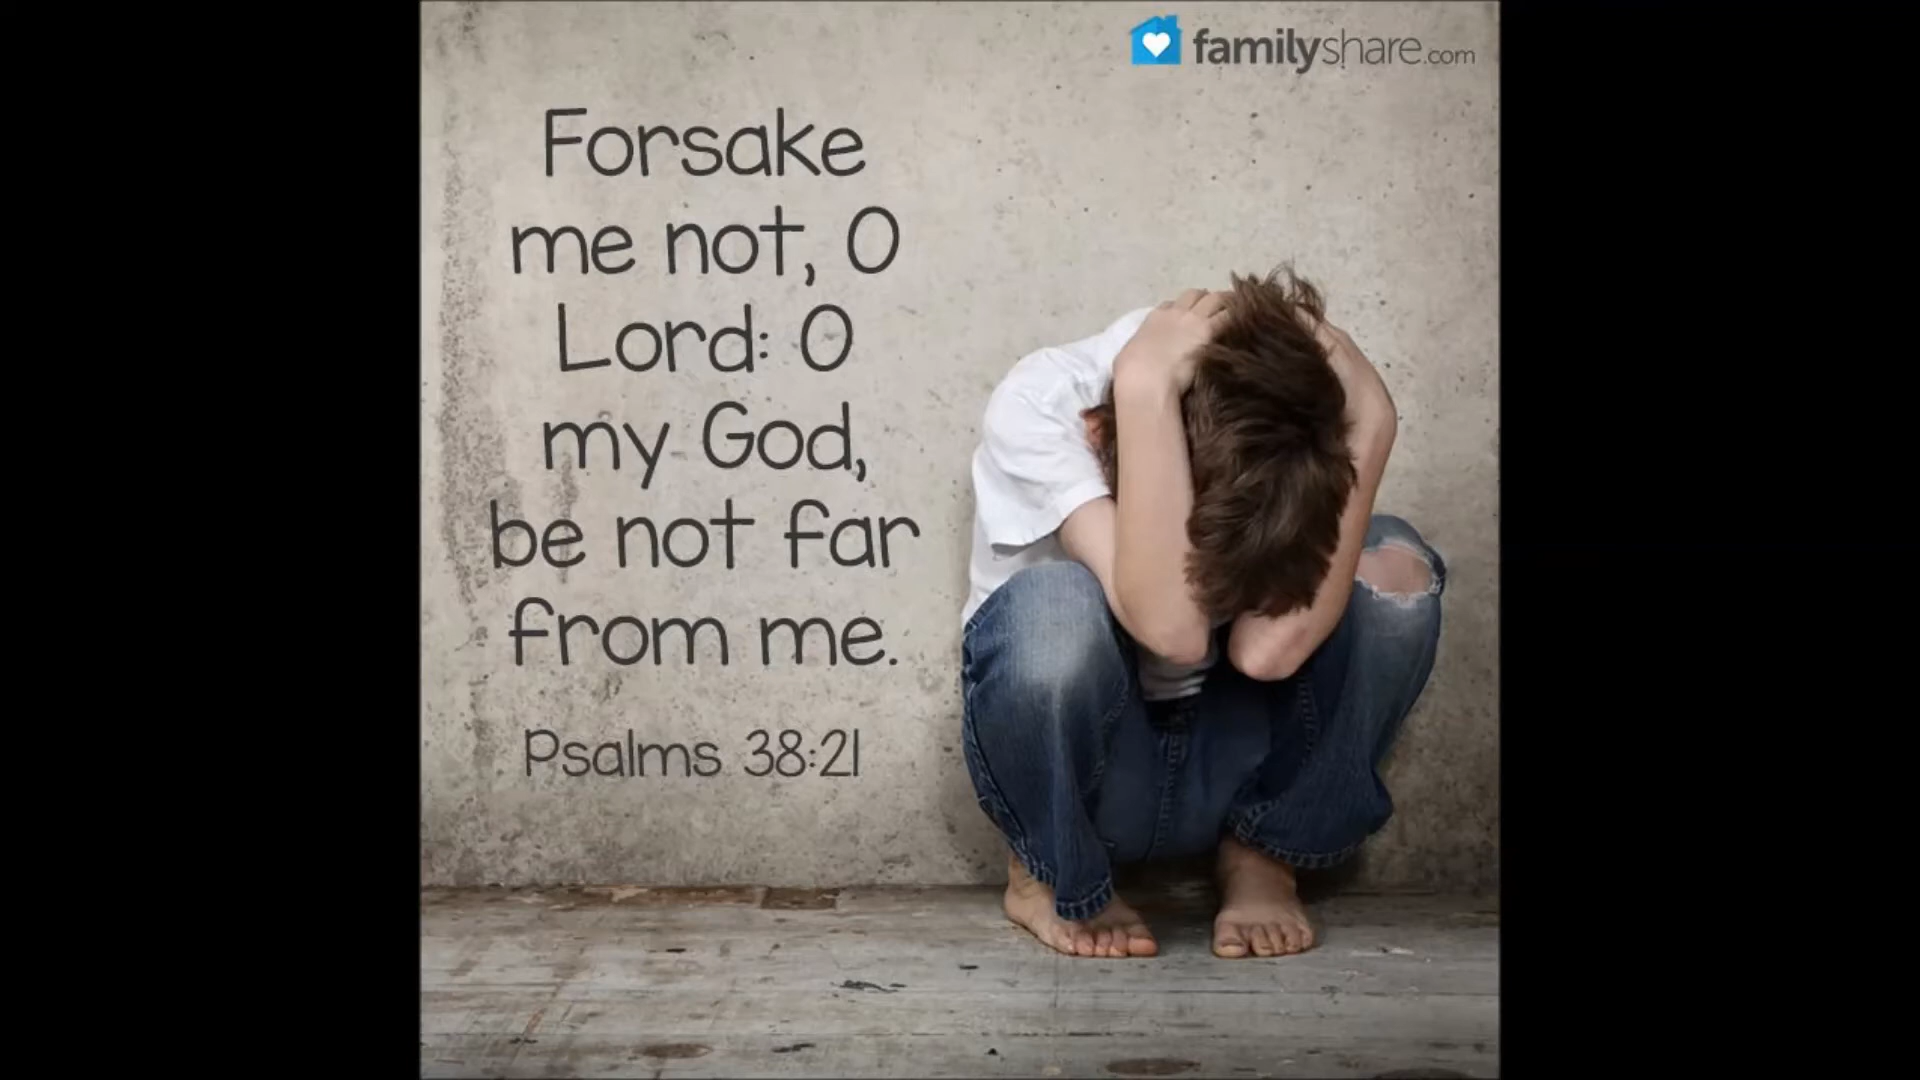 familyshare.com
Forsake
me not, O
Lord: O
my God,
be not far
from me.
Psalms 38:21